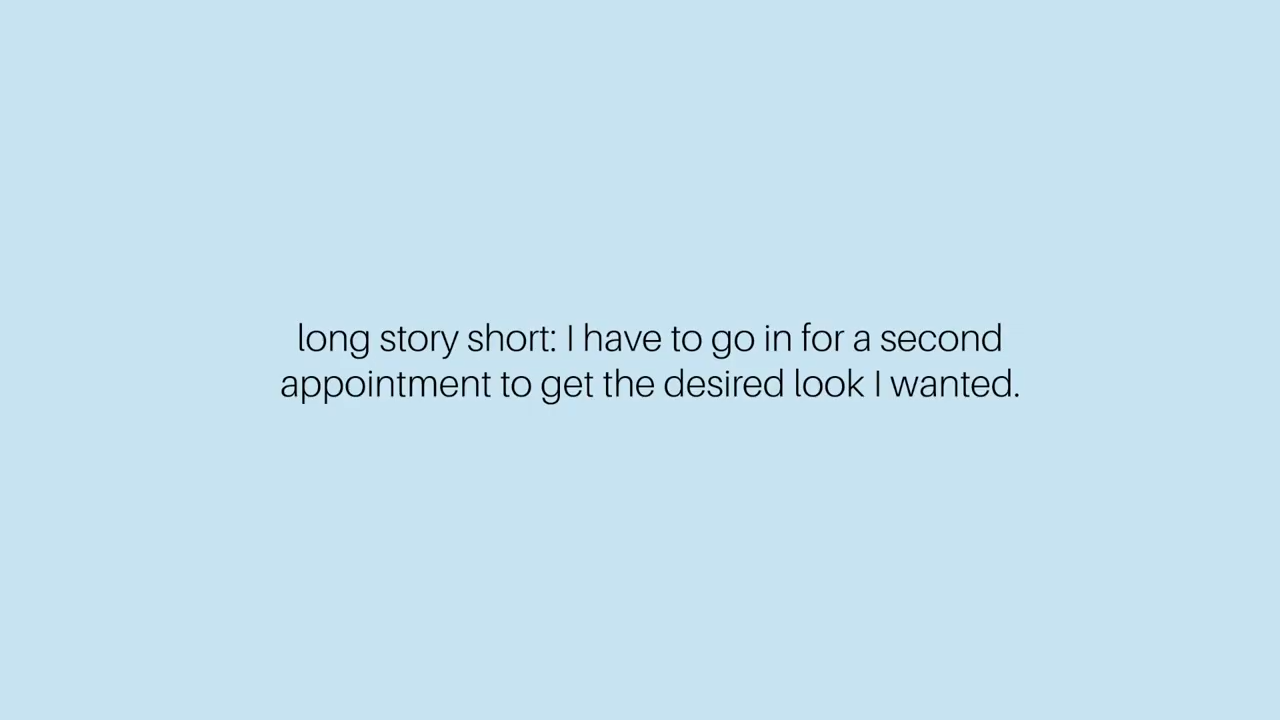 long story short: I have to go in for a second
appointment to get the desired look I wanted.